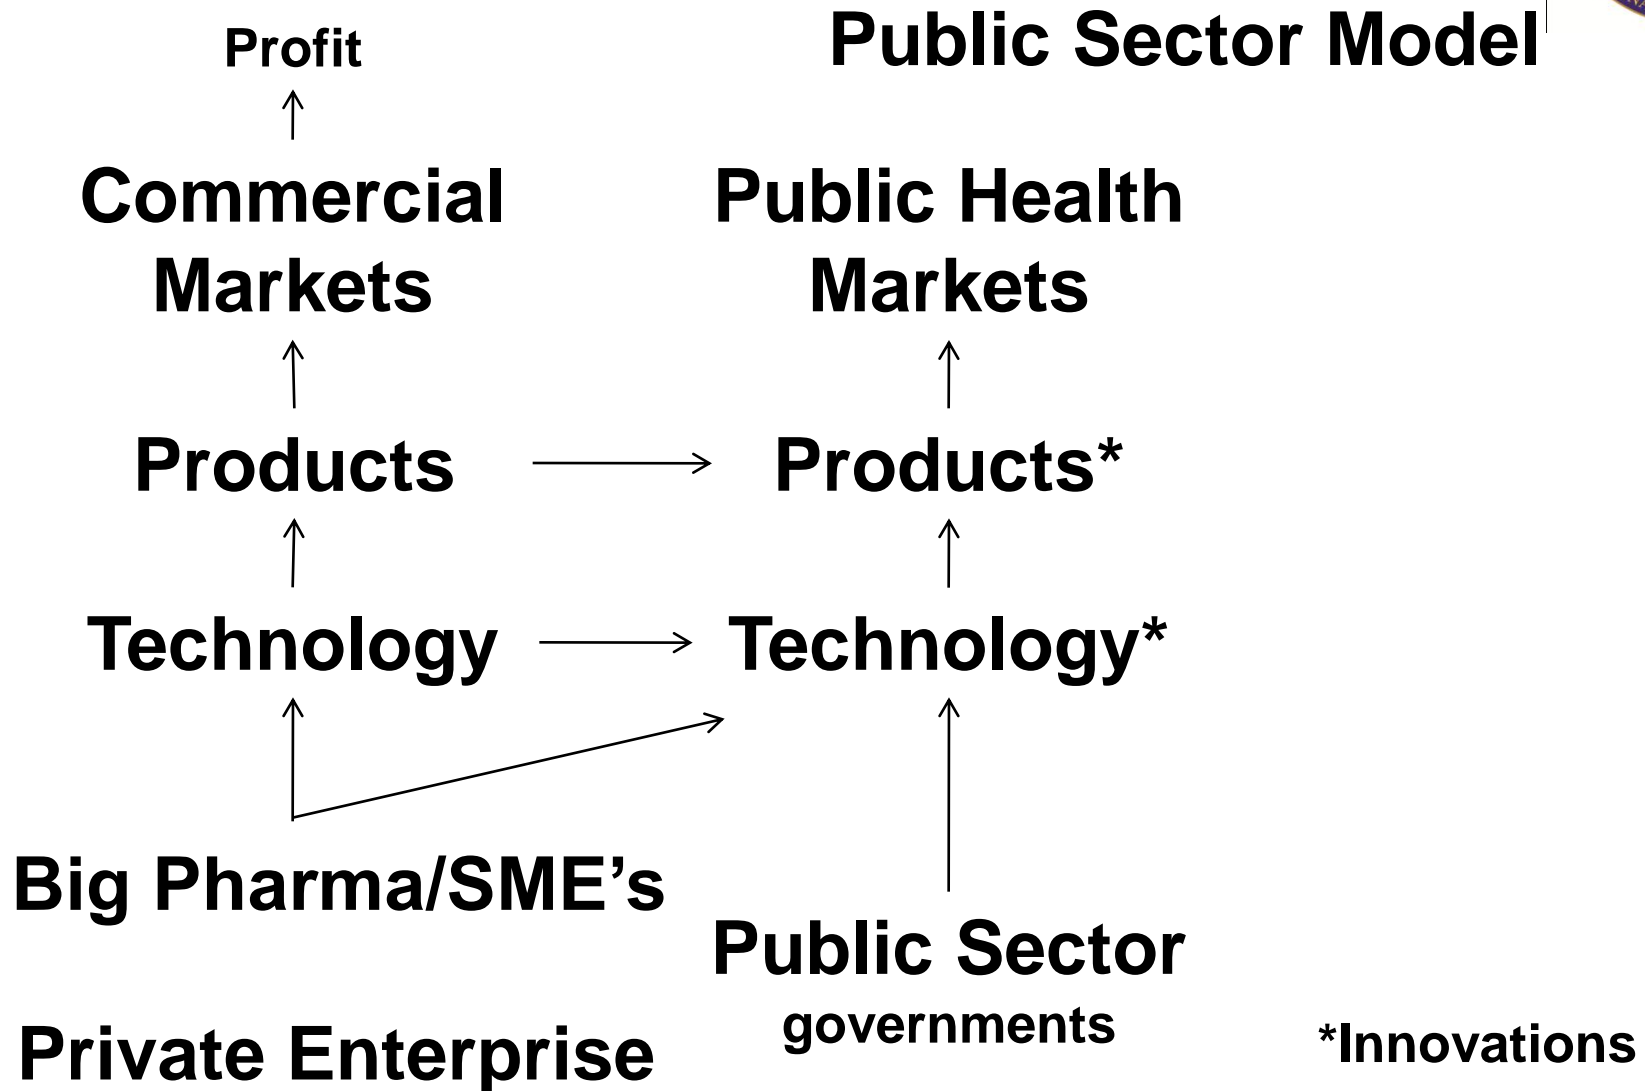 Public Sector Model
Profit
Commercial
Markets
Public Health
Markets
Products
Products*
Technology
Technology*
Big Pharma/SME’s
Public Sector
governments
Private Enterprise
*Innovations